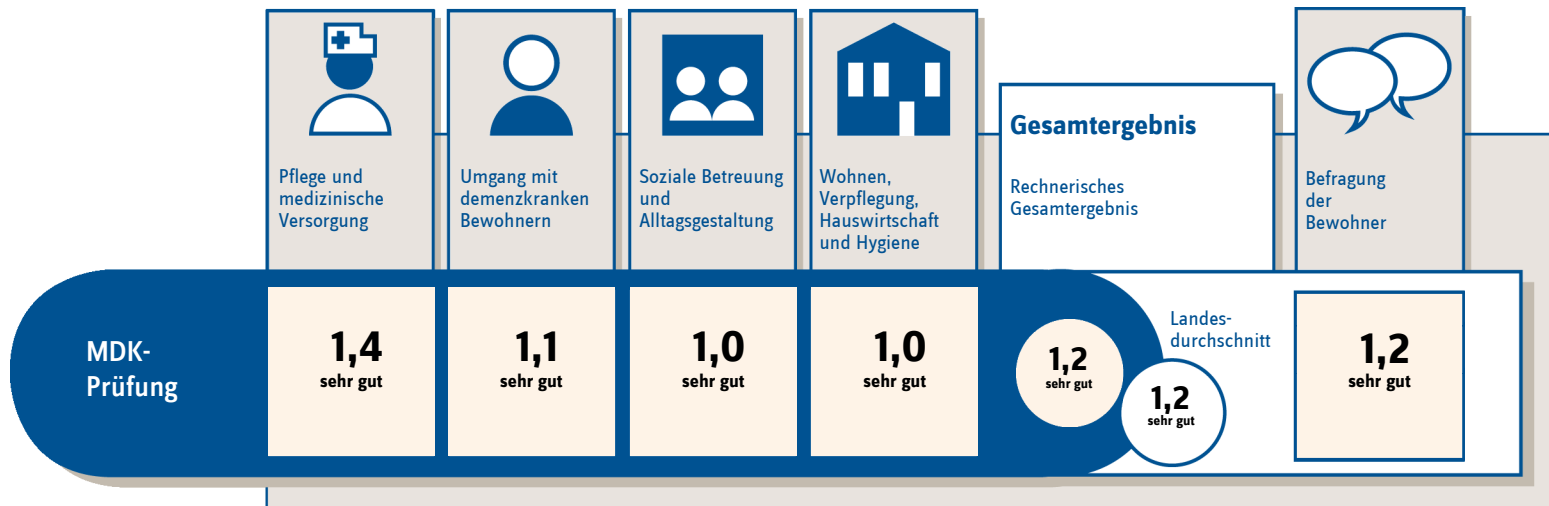 Pflege und
medizinische
Versorgung
Umgang mit
demenzkranken
Bewohnern
Soziale Betreuung
und
Alltagsgestaltung
Wohnen,
Verpflegung,
Hauswirtschaft
und Hygiene
Gesamtergebnis
Rechnerisches
Gesamtergebnis
Befragung
der
Bewohner
MDK-
Prüfung
1,4
sehr gut
1,1
sehr gut
1,0
sehr gut
1,0
sehr gut
1,2
sehr gut
Landes-
durchschnitt
1,2
sehr gut
1,2
sehr gut